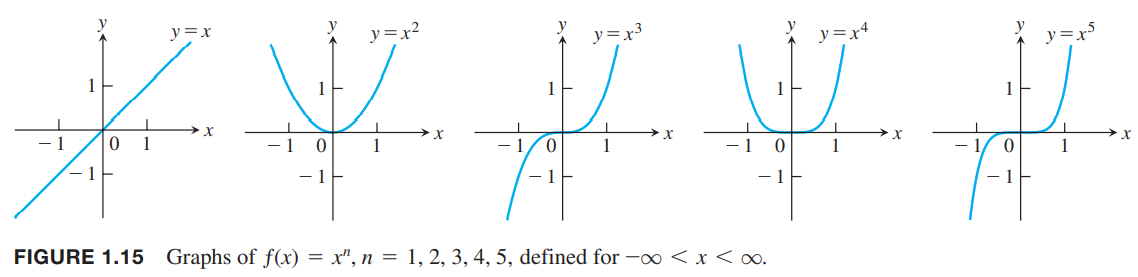 y
y = x
1
−1
0
1
x
−1
y
y = x²
1
−1
0
1
x
−1
y
y = x³
1
−1
0
1
x
−1
y
y = x⁴
1
−1
0
1
x
−1
y
y = x⁵
1
−1
0
1
x
−1
FIGURE 1.15 Graphs of f(x) = xⁿ, n = 1, 2, 3, 4, 5, defined for −∞ < x < ∞.